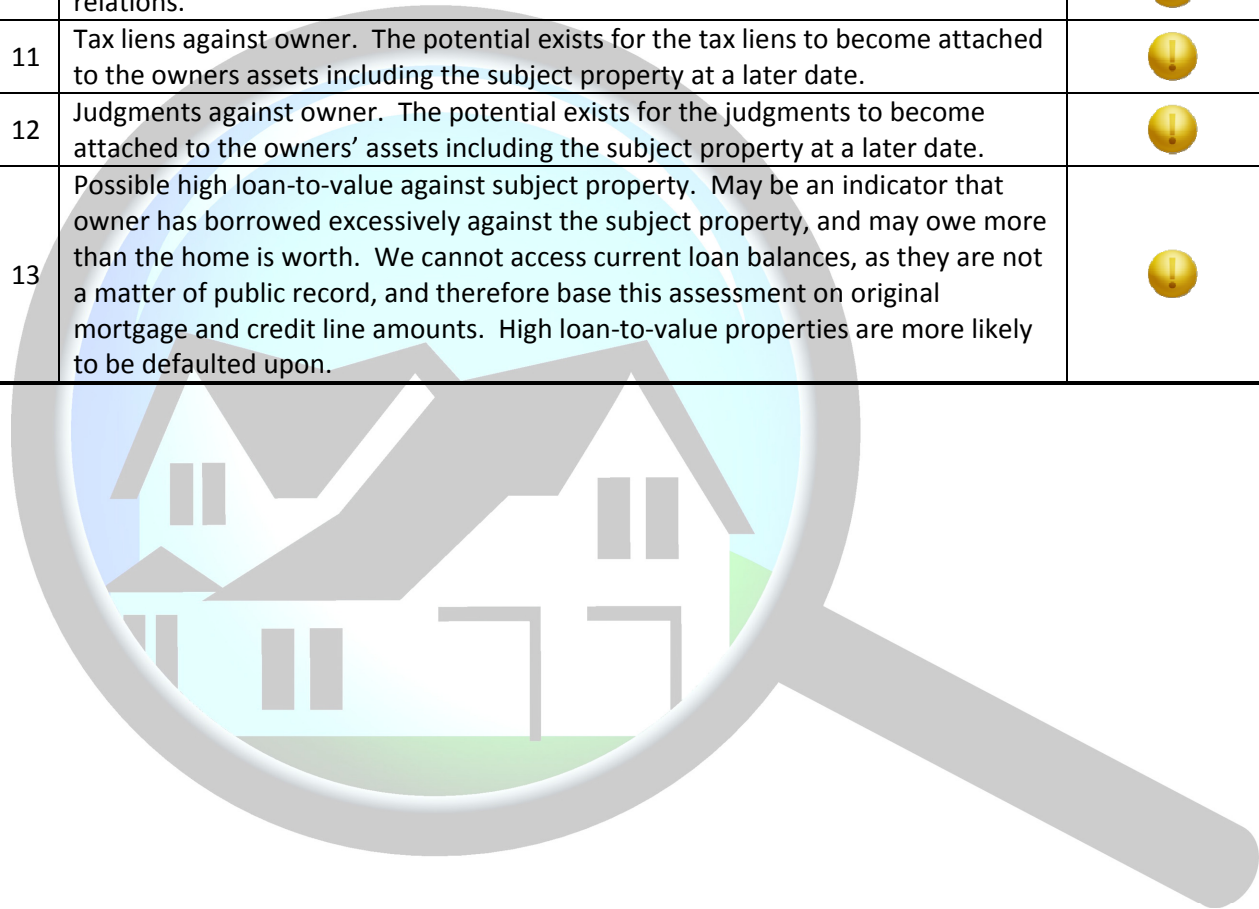 relations.
11 Tax liens against owner.  The potential exists for the tax liens to become attached
to the owners assets including the subject property at a later date.
12 Judgments against owner.  The potential exists for the judgments to become
attached to the owners’ assets including the subject property at a later date.
Possible high loan-to-value against subject property.  May be an indicator that
owner has borrowed excessively against the subject property, and may owe more
than the home is worth.  We cannot access current loan balances, as they are not
13 a matter of public record, and therefore base this assessment on original
mortgage and credit line amounts.  High loan-to-value properties are more likely
to be defaulted upon.